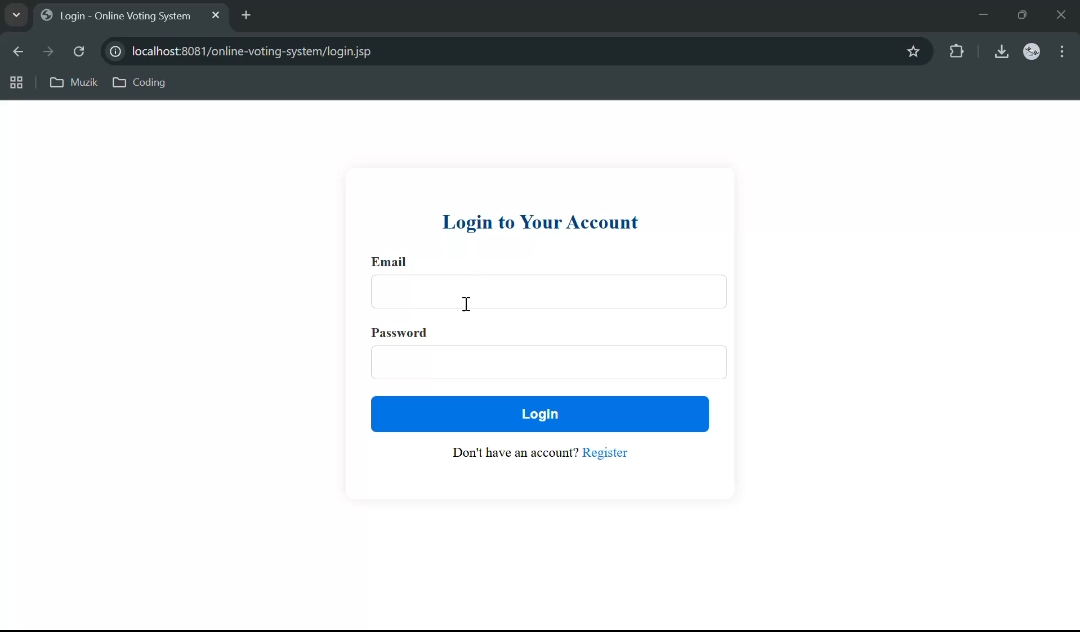 Login - Online Voting System
localhost:8081/online-voting-system/login.jsp
Muzik
Coding
Login to Your Account
Email
Password
Login
Don't have an account? Register